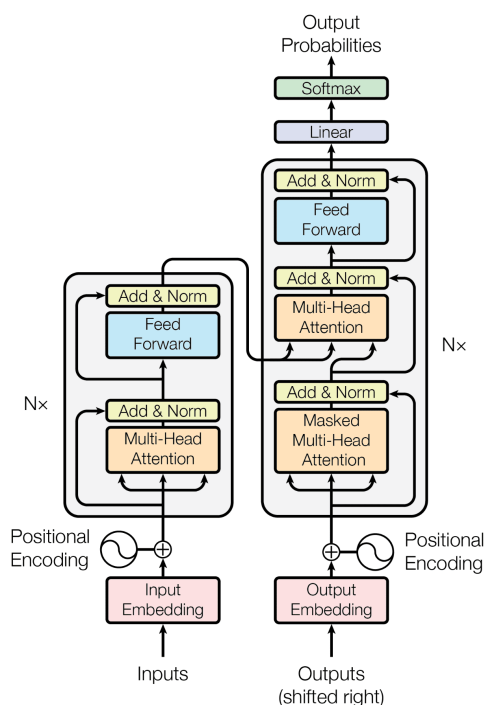 Output
Probabilities
Softmax
Linear
Add & Norm
Feed
Forward
Add & Norm
Multi-Head
Attention
Add & Norm
Masked
Multi-Head
Attention
Nx
Add & Norm
Feed
Forward
Add & Norm
Multi-Head
Attention
N×
Positional
Encoding
Positional
Encoding
Input
Embedding
Output
Embedding
Inputs
Outputs
(shifted right)